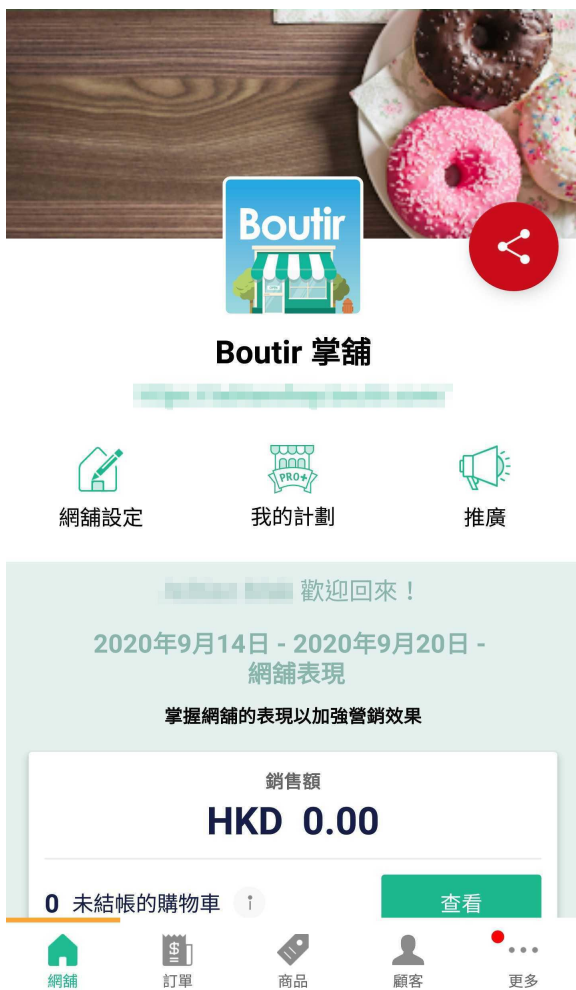 Boutir
Boutir 掌舖
PRO+
網舖設定
我的計劃
推廣
歡迎回來！
2020年9月14日 - 2020年9月20日 -
網舖表現
掌握網舖的表現以加強營銷效果
銷售額
HKD 0.00
0 未結帳的購物車 i
查看
$
網舖
訂單
商品
顧客
更多